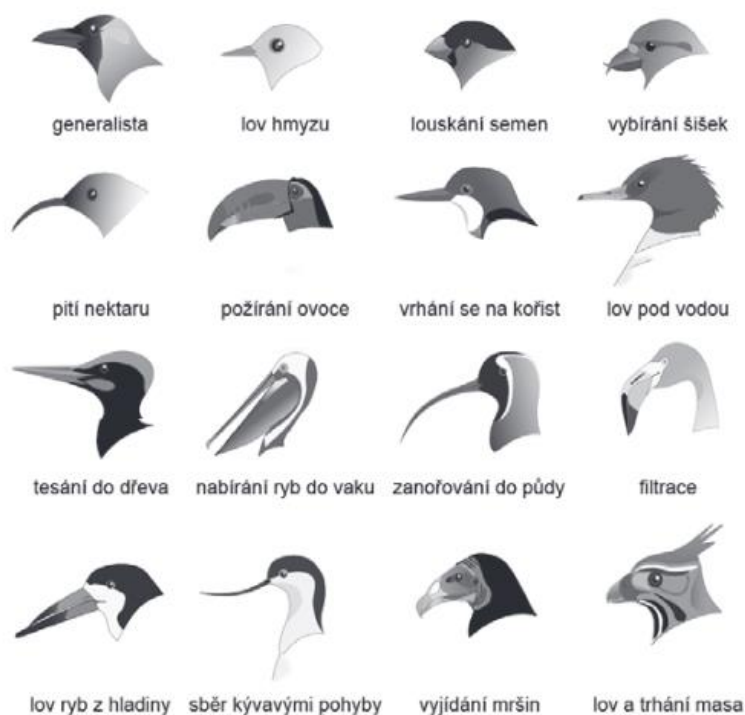 generalista
lov hmyzu
louskání semen
vybírání šišek
pití nektaru
požírání ovoce
vrhání se na kořist
lov pod vodou
tesání do dřeva
nabírání ryb do vaku
zanořování do půdy
filtrace
lov ryb z hladiny
sběr kývavými pohyby
vyjídání mršin
lov a trhání masa